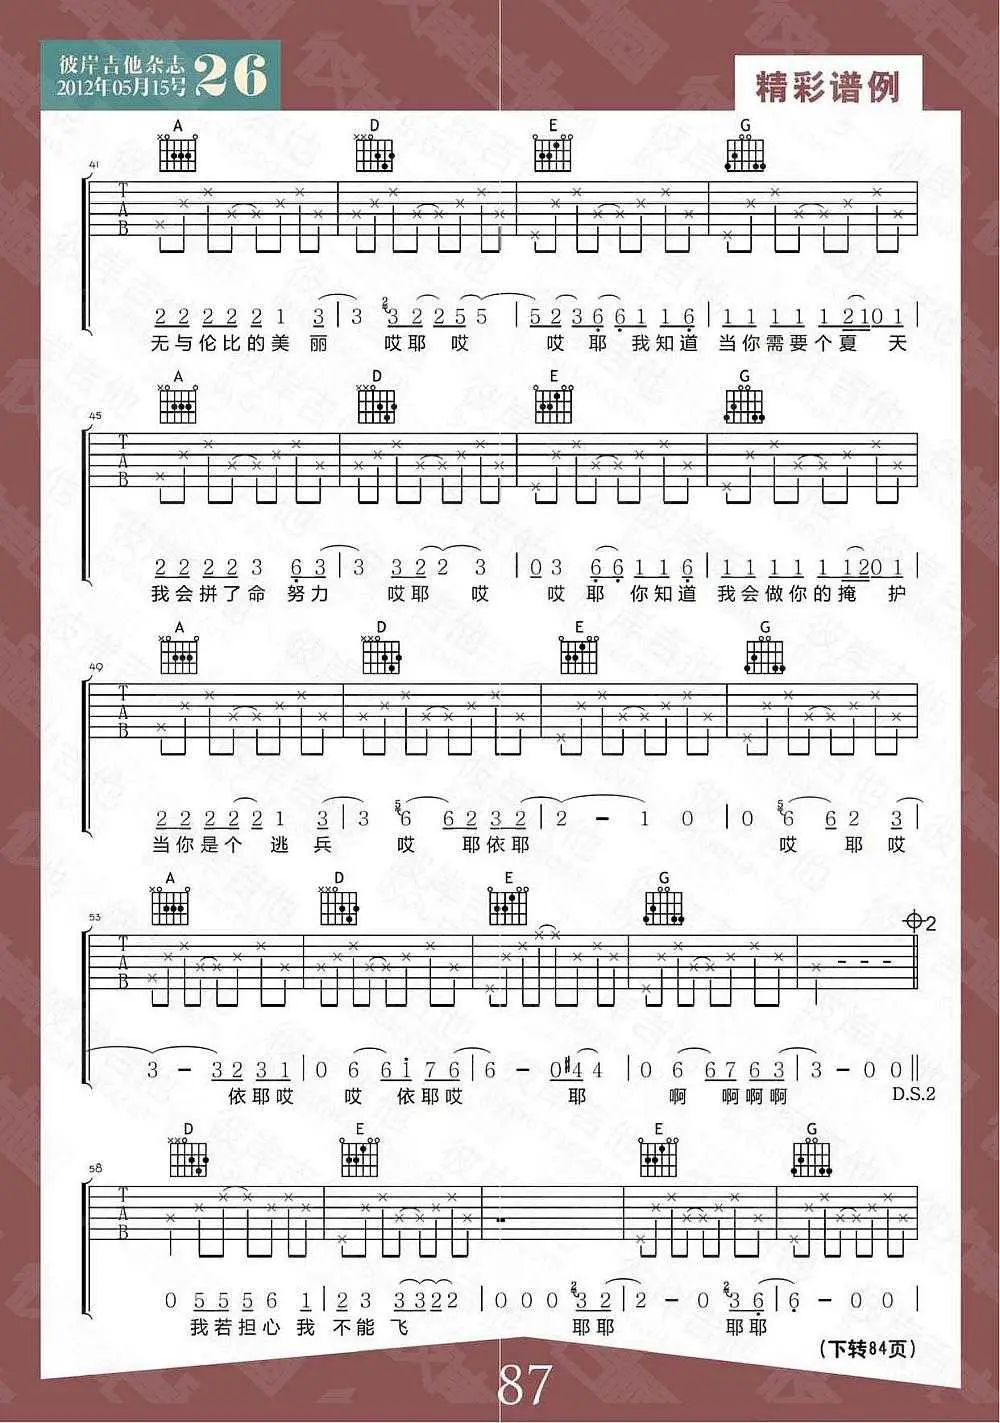 彼岸吉他杂志
2012年05月15号
26
精彩谱例
A D E G
41
T A B
2 2 2 2 2 1 3 | 3 2 3 2 2 5 5 | 5 2 3 6 6 1 1 6 | 1 1 1 1 1 2 1 0 1
无与伦比的美丽 哎耶哎 哎耶我知道 当你需要个夏天
A D E G
45
T A B
2 2 2 2 3 6 3 | 3 3 2 2 3 | 0 3 6 6 1 1 6 | 1 1 1 1 1 1 2 0 1
我会拼了命努力 哎耶哎 哎耶你知道 我会做你的掩护
A D E G
49
T A B
2 2 2 2 2 1 3 | 3 5 6 6 2 3 2 | 2 - 1 0 | 0 5 6 6 2 3
当你是个逃兵 哎耶依耶 哎耶哎
A D E G
53
T A B
2
3 - 3 2 3 1 | 0 6 6 1 7 6 | 6 - 0 #4 4 | 0 6 6 7 6 3 | 3 - 0 0 ‖
依耶哎 哎依耶哎 耶 啊啊啊啊
D.S.2
D E E G
58
T A B
0 5 5 5 6 1 | 2 3 3 3 2 2 | 0 0 0 2 3 2 | 2 - 0 2 3 6 | 6 - 0 0
我若担心我不能飞 耶耶 耶耶
(下转84页)
87